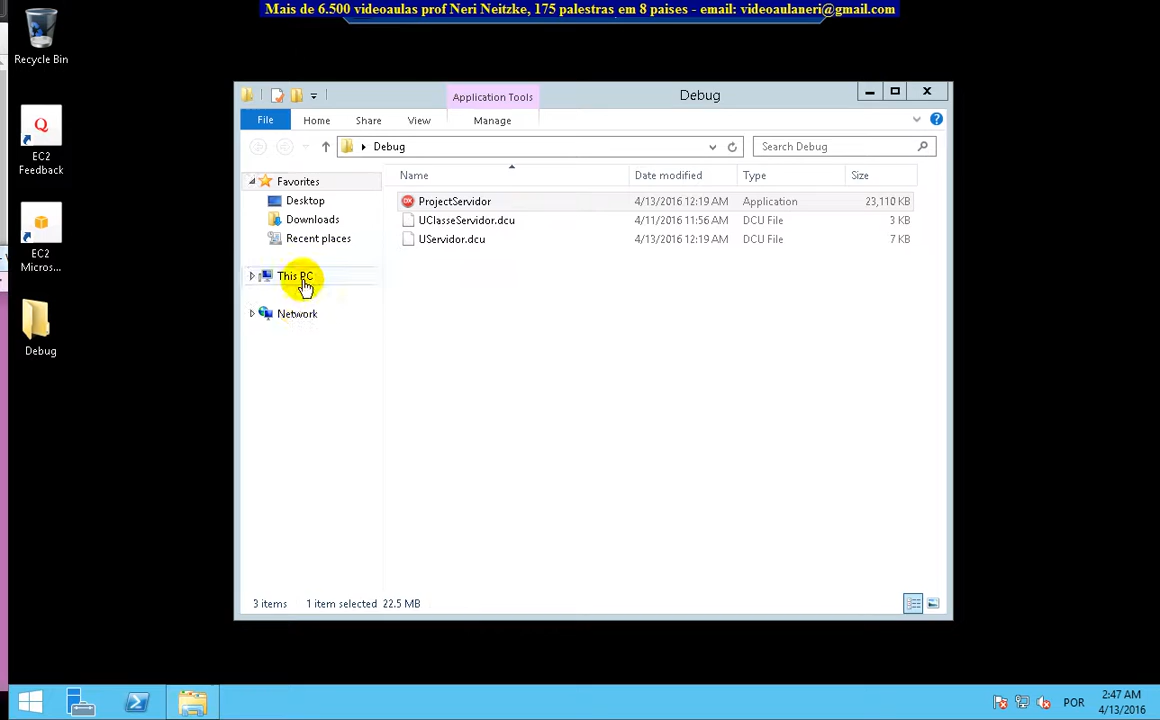 Mais de 6.500 videoaulas prof Neri Neitzke, 175 palestras em 8 paises - email: videoaulaneri@gmail.com
Recycle Bin
Q
EC2
Feedback
EC2
Micros...
Debug
Application Tools
Debug
File
Home
Share
View
Manage
Debug
Search Debug
Favorites
Desktop
Downloads
Recent places
This PC
Network
Name
Date modified
Type
Size
ProjectServidor 4/13/2016 12:19 AM Application 23,110 KB
UClasseServidor.dcu 4/11/2016 11:56 AM DCU File 3 KB
UServidor.dcu 4/13/2016 12:19 AM DCU File 7 KB
3 items 1 item selected 22.5 MB
POR
2:47 AM
4/13/2016